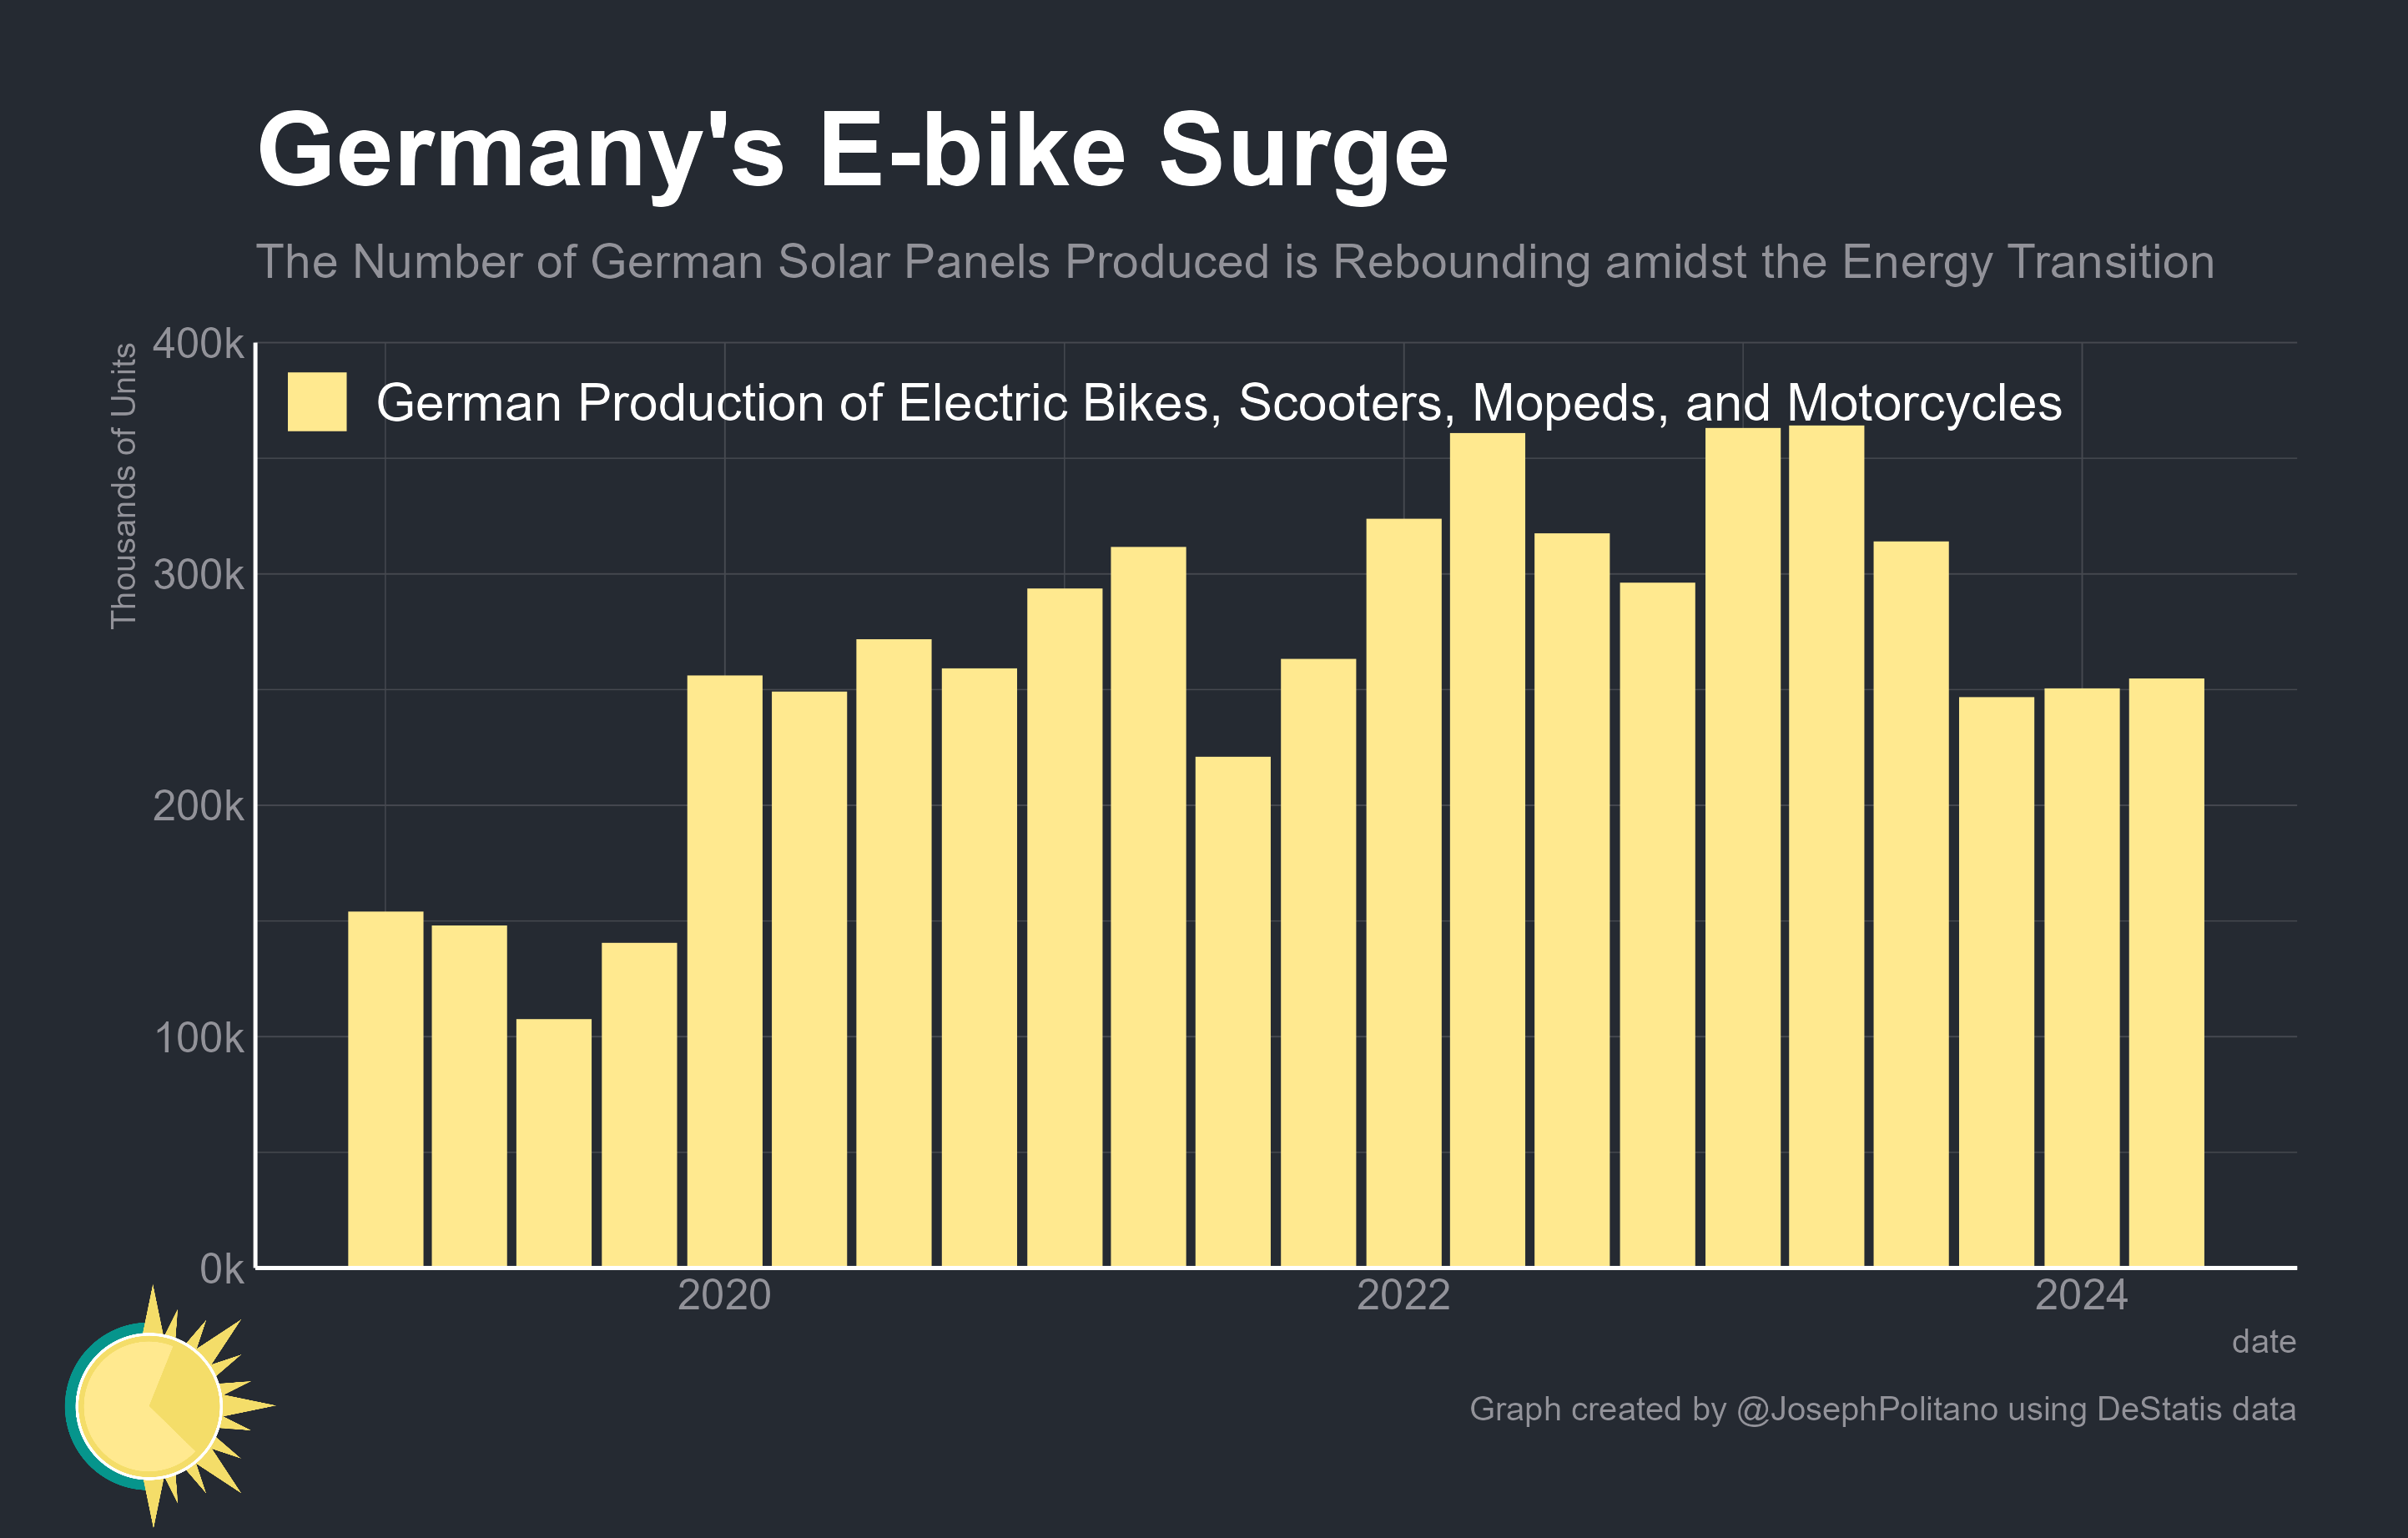 Germany's E-bike Surge
The Number of German Solar Panels Produced is Rebounding amidst the Energy Transition
Thousands of Units
400k
300k
200k
100k
0k
German Production of Electric Bikes, Scooters, Mopeds, and Motorcycles
2020
2022
2024
date
Graph created by @JosephPolitano using DeStatis data